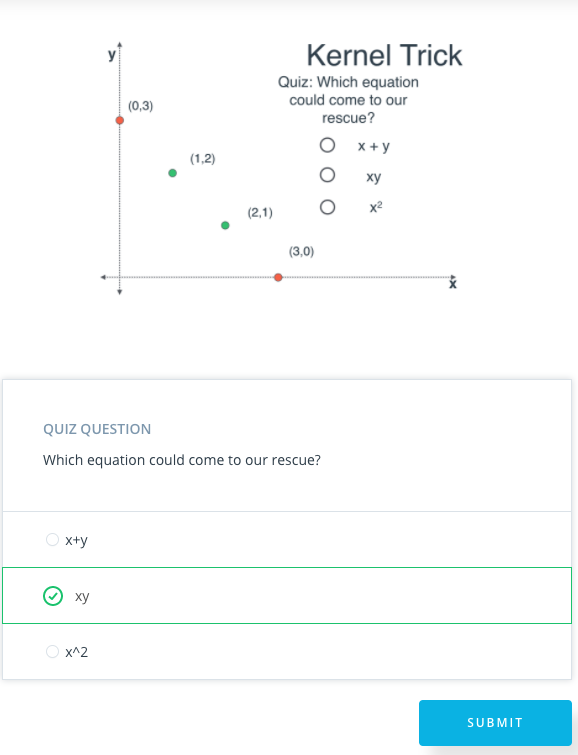 Kernel Trick
Quiz: Which equation
could come to our
rescue?
x + y
xy
x²
y
(0,3)
(1,2)
(2,1)
(3,0)
x
QUIZ QUESTION
Which equation could come to our rescue?
x+y
xy
x^2
SUBMIT